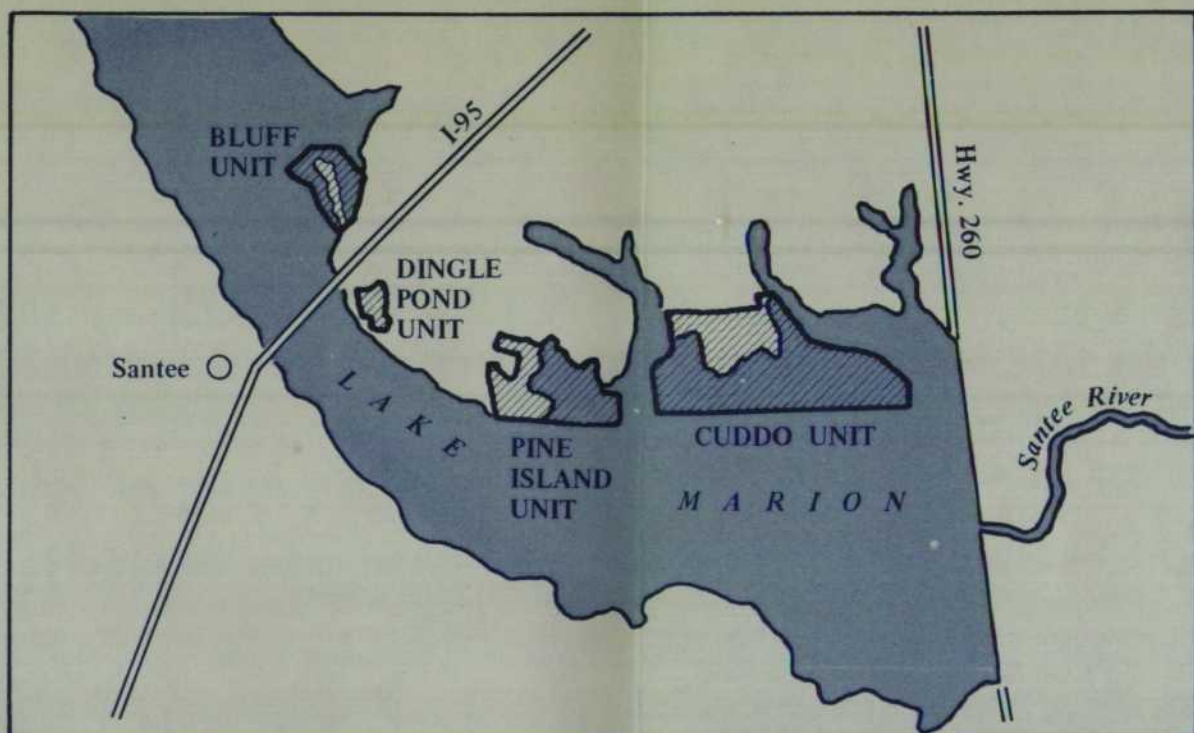 BLUFF
UNIT
I-95
Hwy. 260
DINGLE
POND
UNIT
Santee
LAKE
PINE
ISLAND
UNIT
CUDDO UNIT
MARION
Santee River